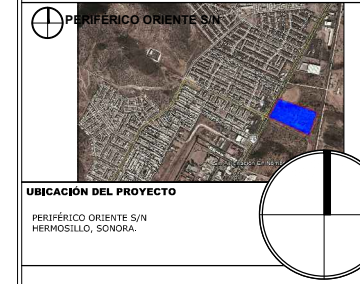 PERIFÉRICO ORIENTE S/N
UBICACIÓN DEL PROYECTO
PERIFÉRICO ORIENTE S/N
HERMOSILLO, SONORA.